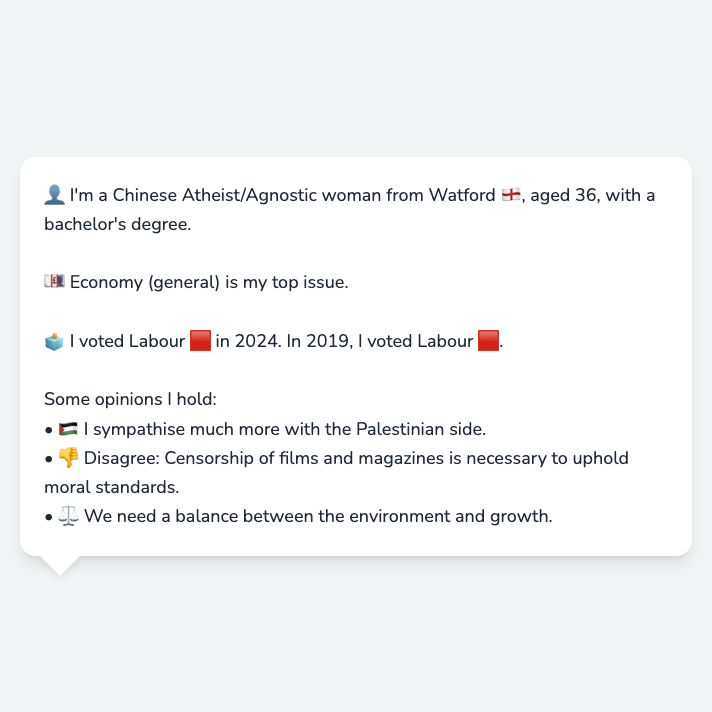 👤 I'm a Chinese Atheist/Agnostic woman from Watford 🏴󠁧󠁢󠁥󠁮󠁧󠁿, aged 36, with a
bachelor's degree.
💷 Economy (general) is my top issue.
🗳️ I voted Labour 🟥 in 2024. In 2019, I voted Labour 🟥.
Some opinions I hold:
• 🇵🇸 I sympathise much more with the Palestinian side.
• 👎 Disagree: Censorship of films and magazines is necessary to uphold
moral standards.
• ⚖️ We need a balance between the environment and growth.